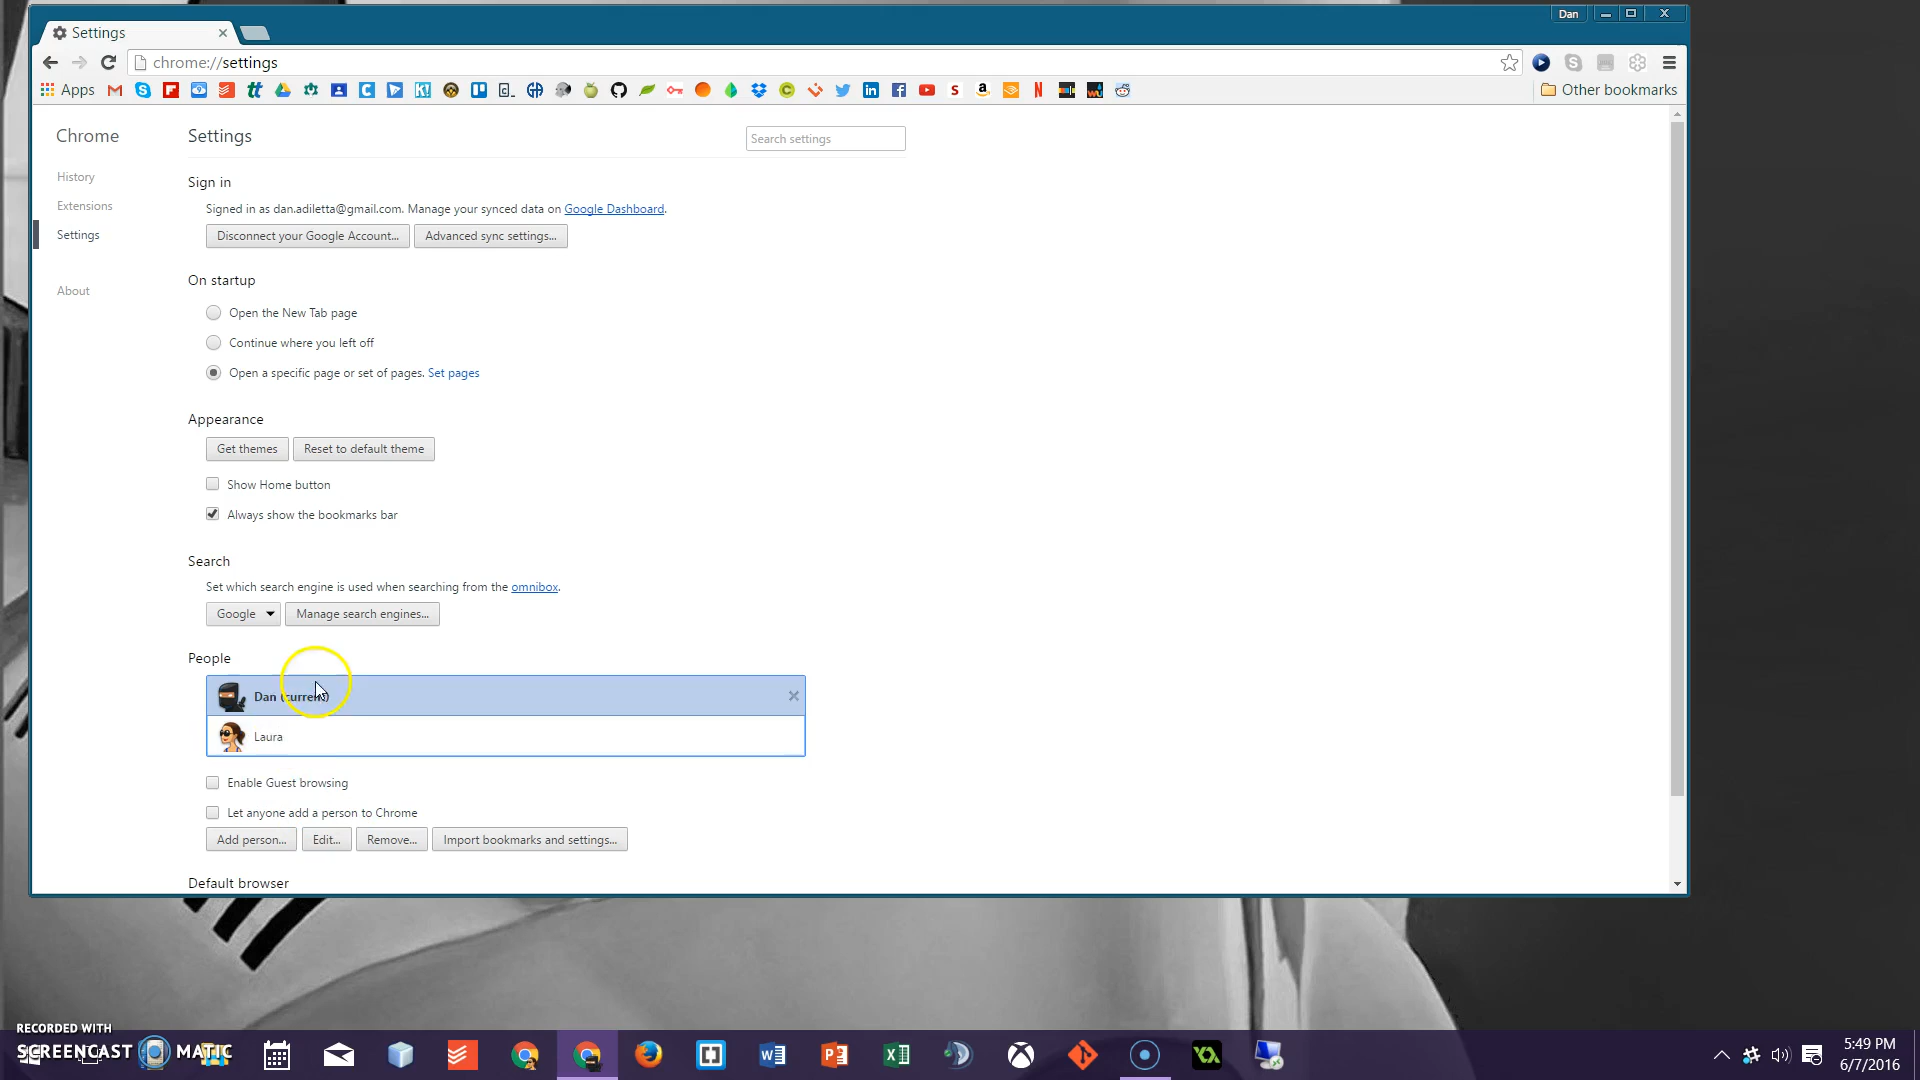 Dan
Settings
chrome://settings
Apps
Other bookmarks
Chrome
Settings
Search settings
History
Extensions
Settings
About
Sign in
Signed in as dan.adiletta@gmail.com. Manage your synced data on Google Dashboard.
Disconnect your Google Account...
Advanced sync settings...
On startup
Open the New Tab page
Continue where you left off
Open a specific page or set of pages. Set pages
Appearance
Get themes
Reset to default theme
Show Home button
Always show the bookmarks bar
Search
Set which search engine is used when searching from the omnibox.
Google
Manage search engines...
People
Dan (current)
Laura
Enable Guest browsing
Let anyone add a person to Chrome
Add person...
Edit...
Remove...
Import bookmarks and settings...
Default browser
RECORDED WITH
SCREENCAST MATIC
5:49 PM
6/7/2016